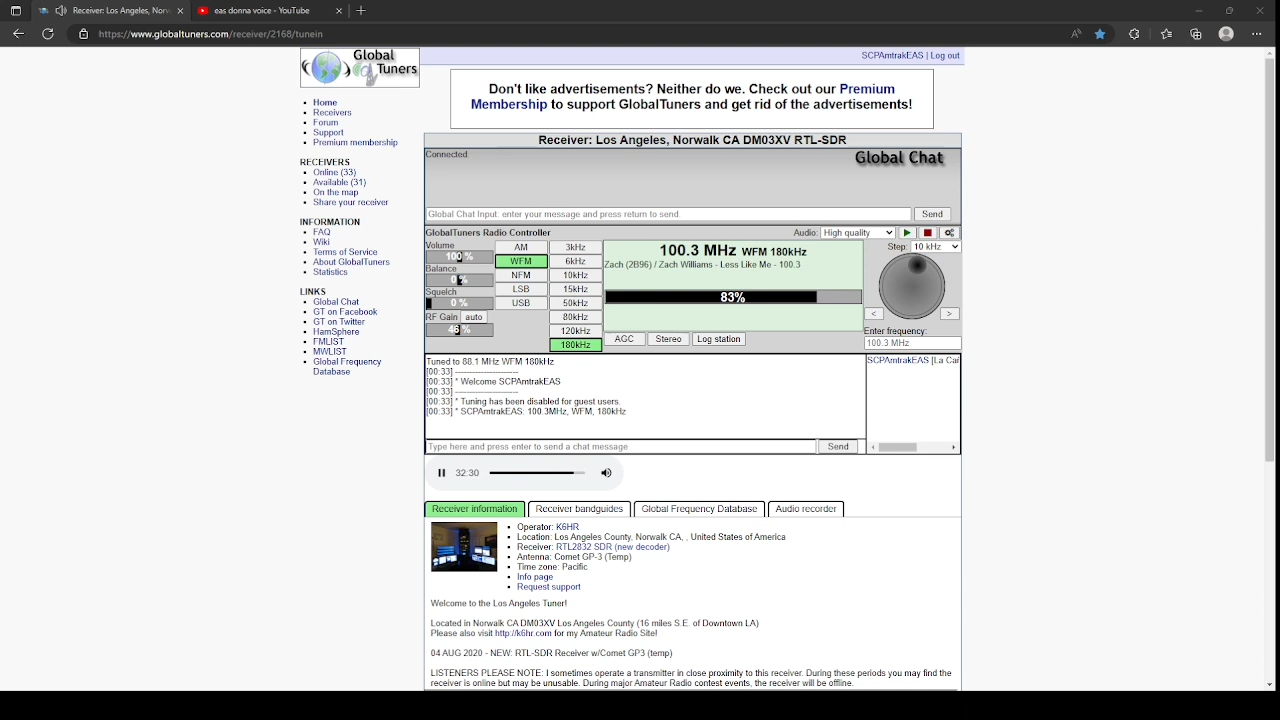 Receiver: Los Angeles, Nor
eas donna voice - YouTube
https://www.globaltuners.com/receiver/2168/tunein
Global Tuners
SCPAmtrakEAS | Log out
Don't like advertisements? Neither do we. Check out our Premium
Membership to support GlobalTuners and get rid of the advertisements!
Home
Receivers
Forum
Support
Premium membership
RECEIVERS
Online (33)
Available (31)
On the map
Share your receiver
INFORMATION
FAQ
Wiki
Terms of Service
About GlobalTuners
Statistics
LINKS
Global Chat
GT on Facebook
GT on Twitter
HamSphere
FMLIST
MWLIST
Global Frequency
Database
Receiver: Los Angeles, Norwalk CA DM03XV RTL-SDR
Connected.
Global Chat
Global Chat Input: enter your message and press return to send.
Send
GlobalTuners Radio Controller
Audio: High quality
Volume
100 %
Balance
0 %
Squelch
0 %
RF Gain auto
46 %
AM
WFM
NFM
LSB
USB
3kHz
6kHz
10kHz
15kHz
50kHz
80kHz
120kHz
180kHz
100.3 MHz WFM 180kHz
Zach (2B96) / Zach Williams - Less Like Me - 100.3
83%
AGC
Stereo
Log station
Step: 10 kHz
<
>
Enter frequency:
100.3 MHz
Tuned to 88.1 MHz WFM 180kHz
[00:33] ---------------------
[00:33] * Welcome SCPAmtrakEAS
[00:33] ---------------------
[00:33] * Tuning has been disabled for guest users.
[00:33] * SCPAmtrakEAS: 100.3MHz, WFM, 180kHz
SCPAmtrakEAS [La Cañ
Type here and press enter to send a chat message
Send
32:30
Receiver information
Receiver bandguides
Global Frequency Database
Audio recorder
Operator: K6HR
Location: Los Angeles County, Norwalk CA, , United States of America
Receiver: RTL2832 SDR (new decoder)
Antenna: Comet GP-3 (Temp)
Time zone: Pacific
Info page
Request support
Welcome to the Los Angeles Tuner!
Located in Norwalk CA DM03XV Los Angeles County (16 miles S.E. of Downtown LA)
Please also visit http://k6hr.com for my Amateur Radio Site!
04 AUG 2020 - NEW: RTL-SDR Receiver w/Comet GP3 (temp)
LISTENERS PLEASE NOTE: I sometimes operate a transmitter in close proximity to this receiver. During these periods you may find the
receiver is online but may be unusable. During major Amateur Radio contest events, the receiver will be offline.